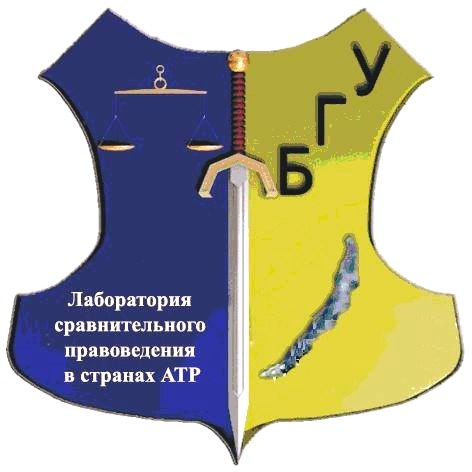 БГУ
Лаборатория
сравнительного
правоведения
в странах АТР